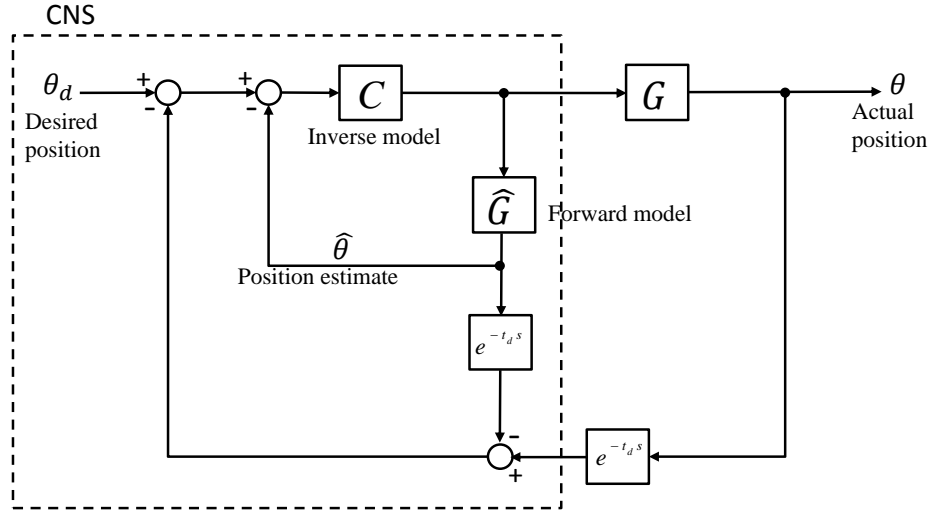 CNS
θ_d
Desired
position
+
-
+
-
C
Inverse model
G
θ
Actual
position
Ĝ
Forward model
θ̂
Position estimate
e^{-t_d s}
-
+
e^{-t_d s}